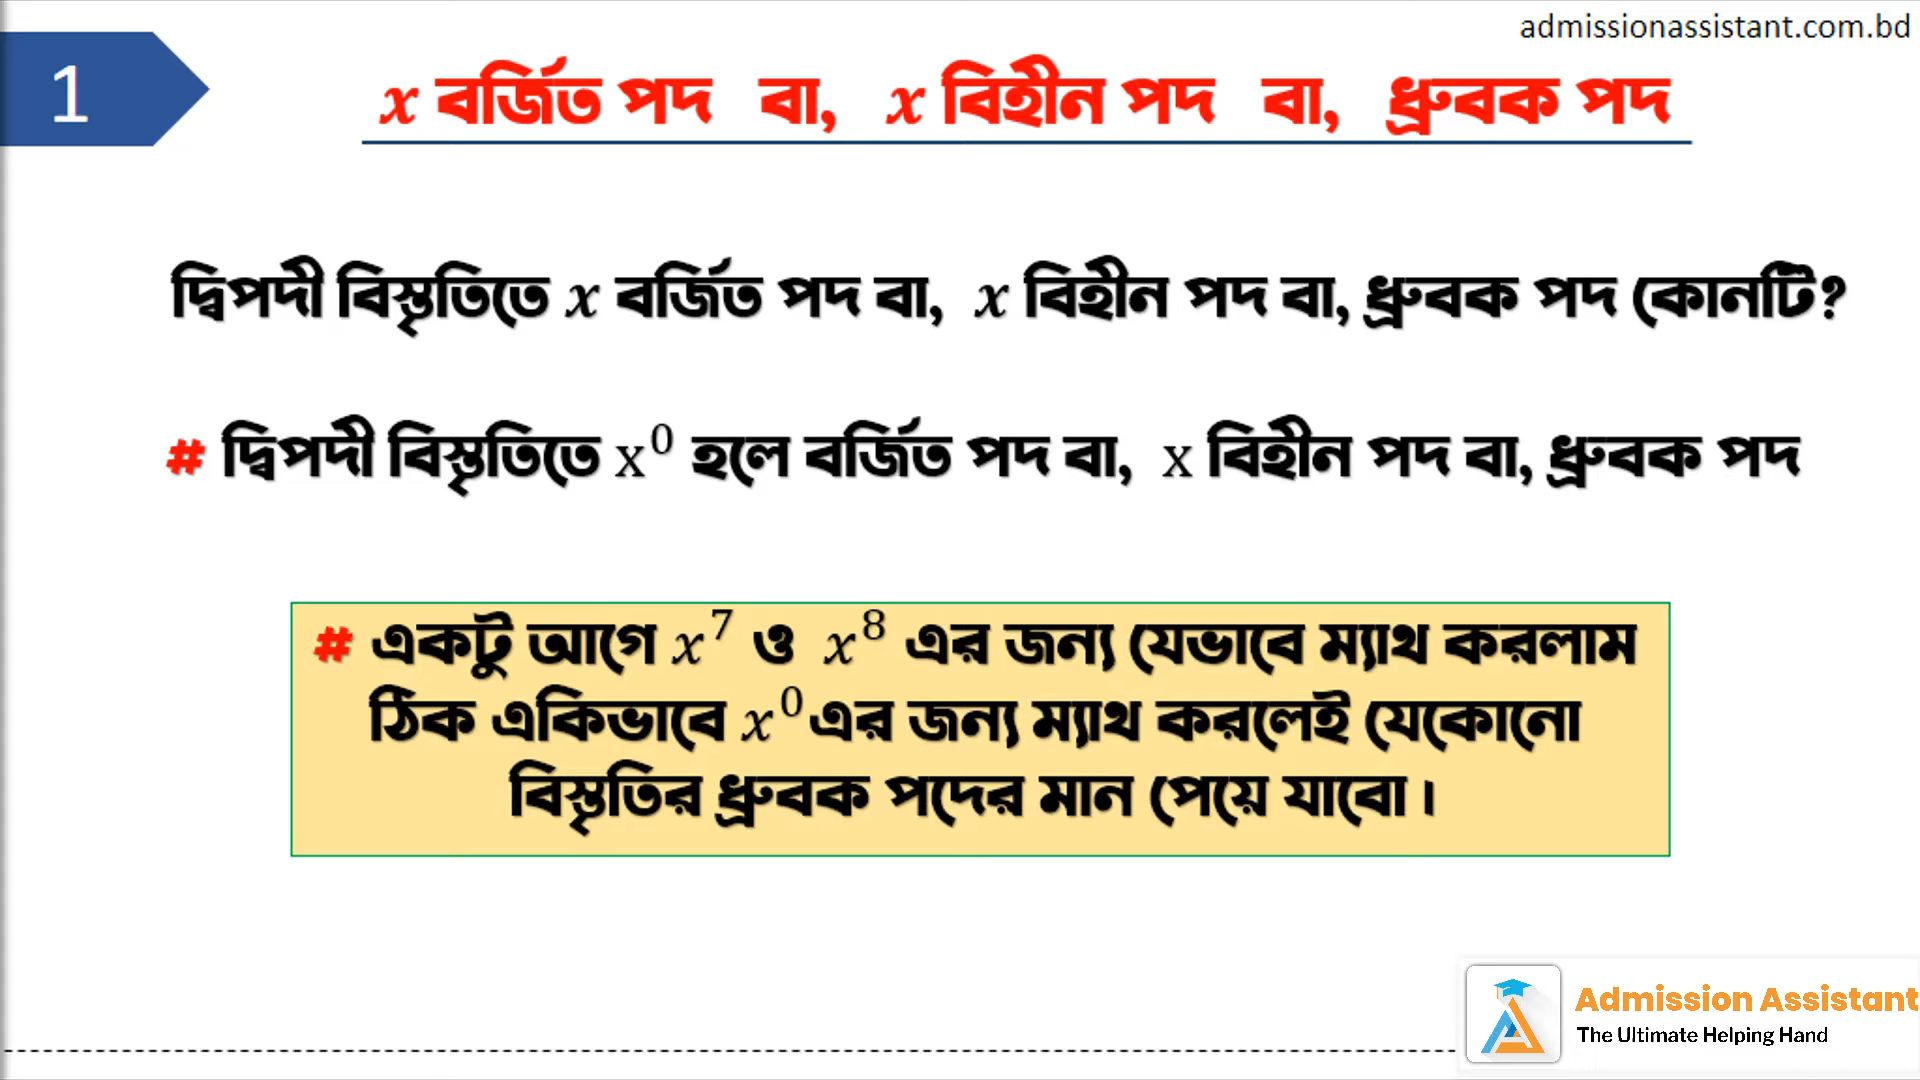 admissionassistant.com.bd
1
x বর্জিত পদ বা, x বিহীন পদ বা, ধ্রুবক পদ
দ্বিপদী বিস্তৃতিতে x বর্জিত পদ বা, x বিহীন পদ বা, ধ্রুবক পদ কোনটি?
# দ্বিপদী বিস্তৃতিতে x⁰ হলে বর্জিত পদ বা, x বিহীন পদ বা, ধ্রুবক পদ
# একটু আগে x⁷ ও x⁸ এর জন্য যেভাবে ম্যাথ করলাম
ঠিক একিভাবে x⁰এর জন্য ম্যাথ করলেই যেকোনো
বিস্তৃতির ধ্রুবক পদের মান পেয়ে যাবো।
Admission Assistant
The Ultimate Helping Hand